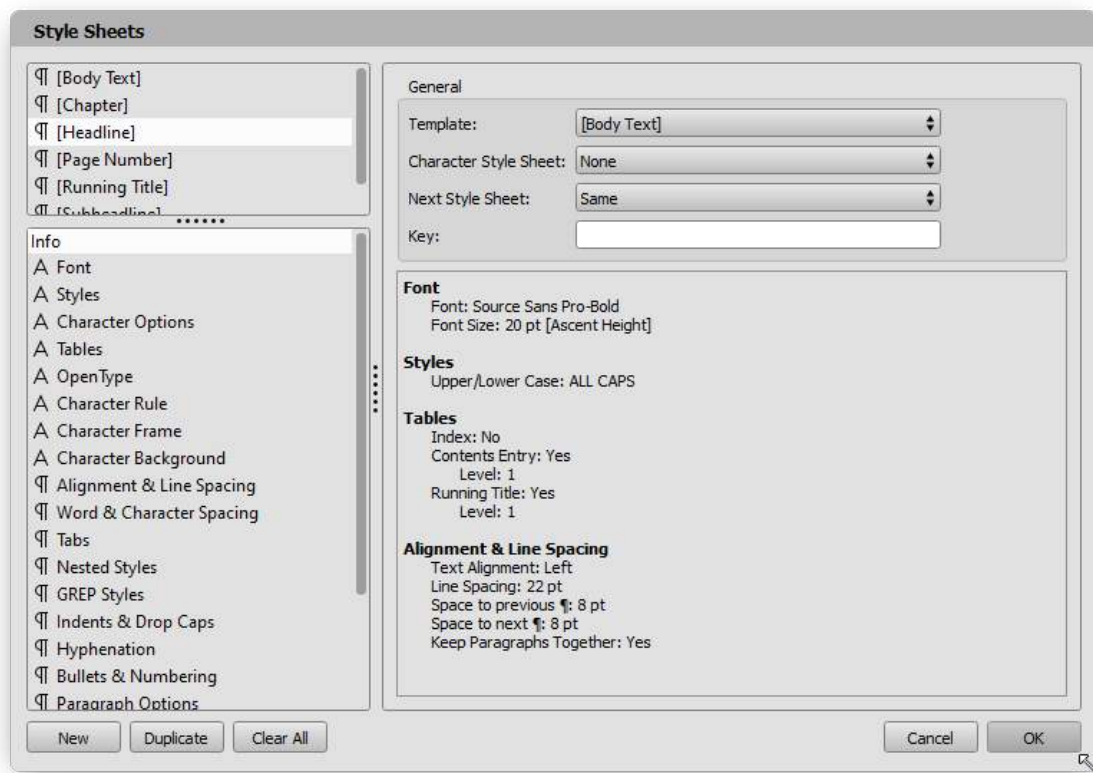 Style Sheets
¶ [Body Text]
¶ [Chapter]
¶ [Headline]
¶ [Page Number]
¶ [Running Title]
¶ [Subheadline]
Info
A Font
A Styles
A Character Options
A Tables
A OpenType
A Character Rule
A Character Frame
A Character Background
¶ Alignment & Line Spacing
¶ Word & Character Spacing
¶ Tabs
¶ Nested Styles
¶ GREP Styles
¶ Indents & Drop Caps
¶ Hyphenation
¶ Bullets & Numbering
¶ Paragraph Options
General
Template: [Body Text]
Character Style Sheet: None
Next Style Sheet: Same
Key:
Font
Font: Source Sans Pro-Bold
Font Size: 20 pt [Ascent Height]
Styles
Upper/Lower Case: ALL CAPS
Tables
Index: No
Contents Entry: Yes
Level: 1
Running Title: Yes
Level: 1
Alignment & Line Spacing
Text Alignment: Left
Line Spacing: 22 pt
Space to previous ¶: 8 pt
Space to next ¶: 8 pt
Keep Paragraphs Together: Yes
New Duplicate Clear All Cancel OK